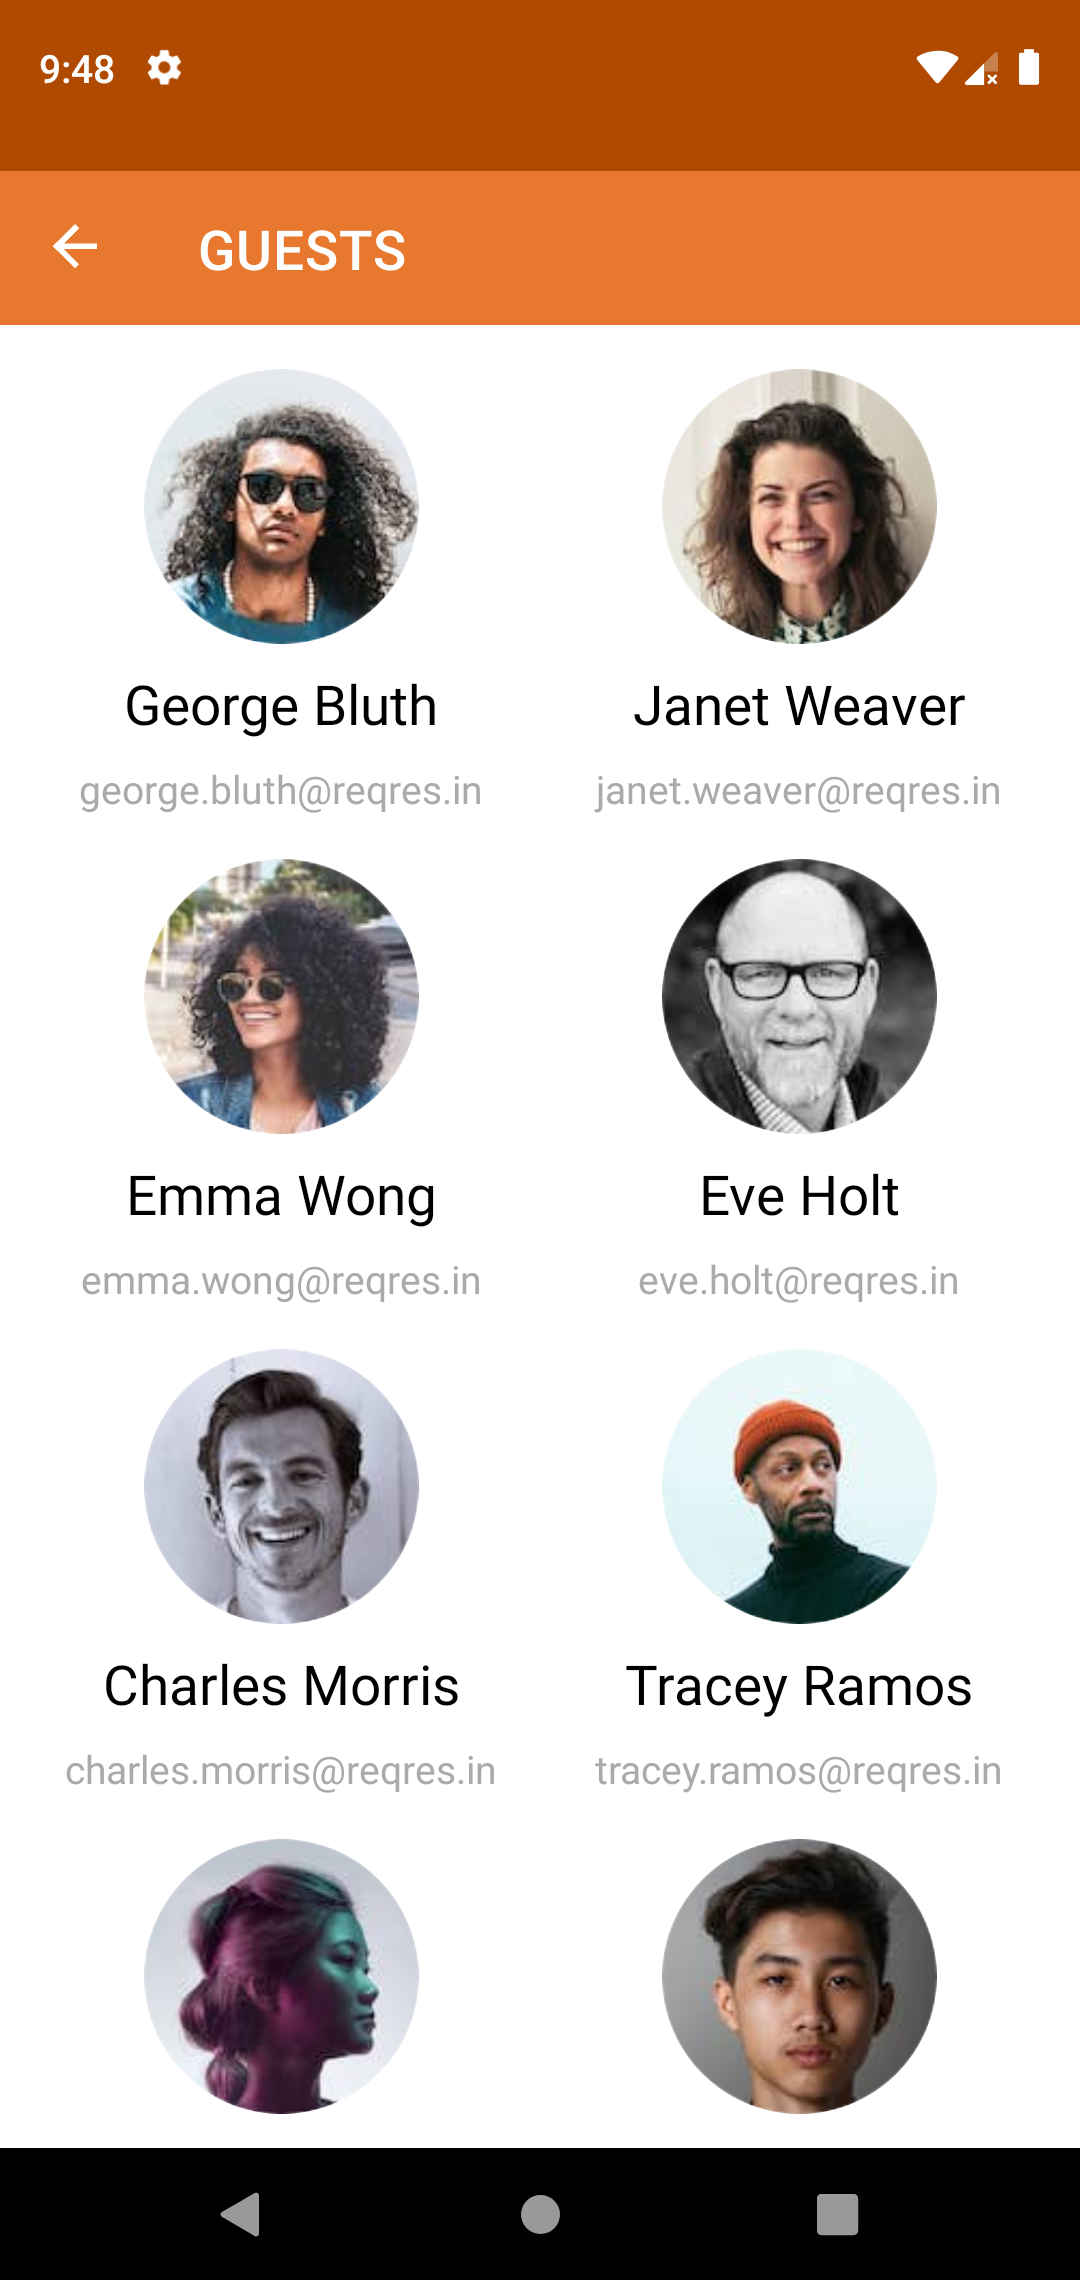 9:48
GUESTS
George Bluth
george.bluth@reqres.in
Janet Weaver
janet.weaver@reqres.in
Emma Wong
emma.wong@reqres.in
Eve Holt
eve.holt@reqres.in
Charles Morris
charles.morris@reqres.in
Tracey Ramos
tracey.ramos@reqres.in